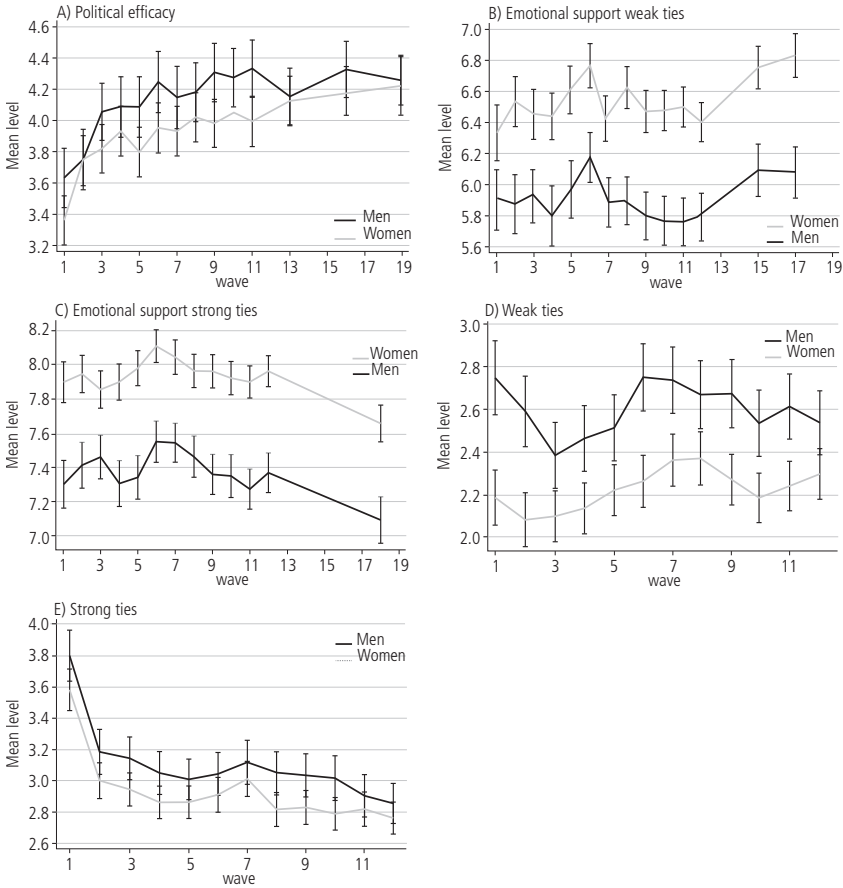 A) Political efficacy
4.6
4.4
4.2
4.0
3.8
3.6
3.4
3.2
Mean level
Men
Women
1 3 5 7 9 11 13 15 17 19
wave
B) Emotional support weak ties
7.0
6.8
6.6
6.4
6.2
6.0
5.8
5.6
Mean level
Women
Men
1 3 5 7 9 11 13 15 17 19
wave
C) Emotional support strong ties
8.2
8.0
7.8
7.6
7.4
7.2
7.0
Mean level
Women
Men
1 3 5 7 9 11 13 15 17 19
wave
D) Weak ties
3.0
2.8
2.6
2.4
2.2
2.0
Mean level
Men
Women
1 3 5 7 9 11
wave
E) Strong ties
4.0
3.8
3.6
3.4
3.2
3.0
2.8
2.6
Mean level
Men
Women
1 3 5 7 9 11
wave